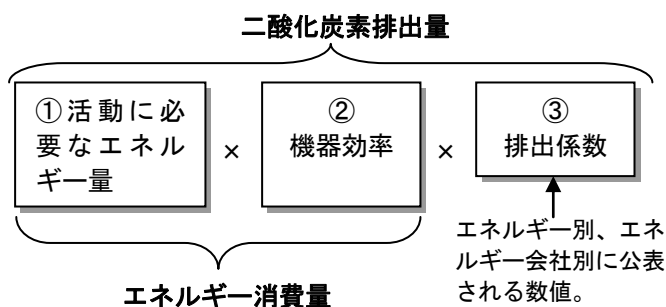 二酸化炭素排出量
①活動に必
要なエネル
ギー量
×
②
機器効率
×
③
排出係数
エネルギー消費量
エネルギー別、エネ
ルギー会社別に公表
される数値。